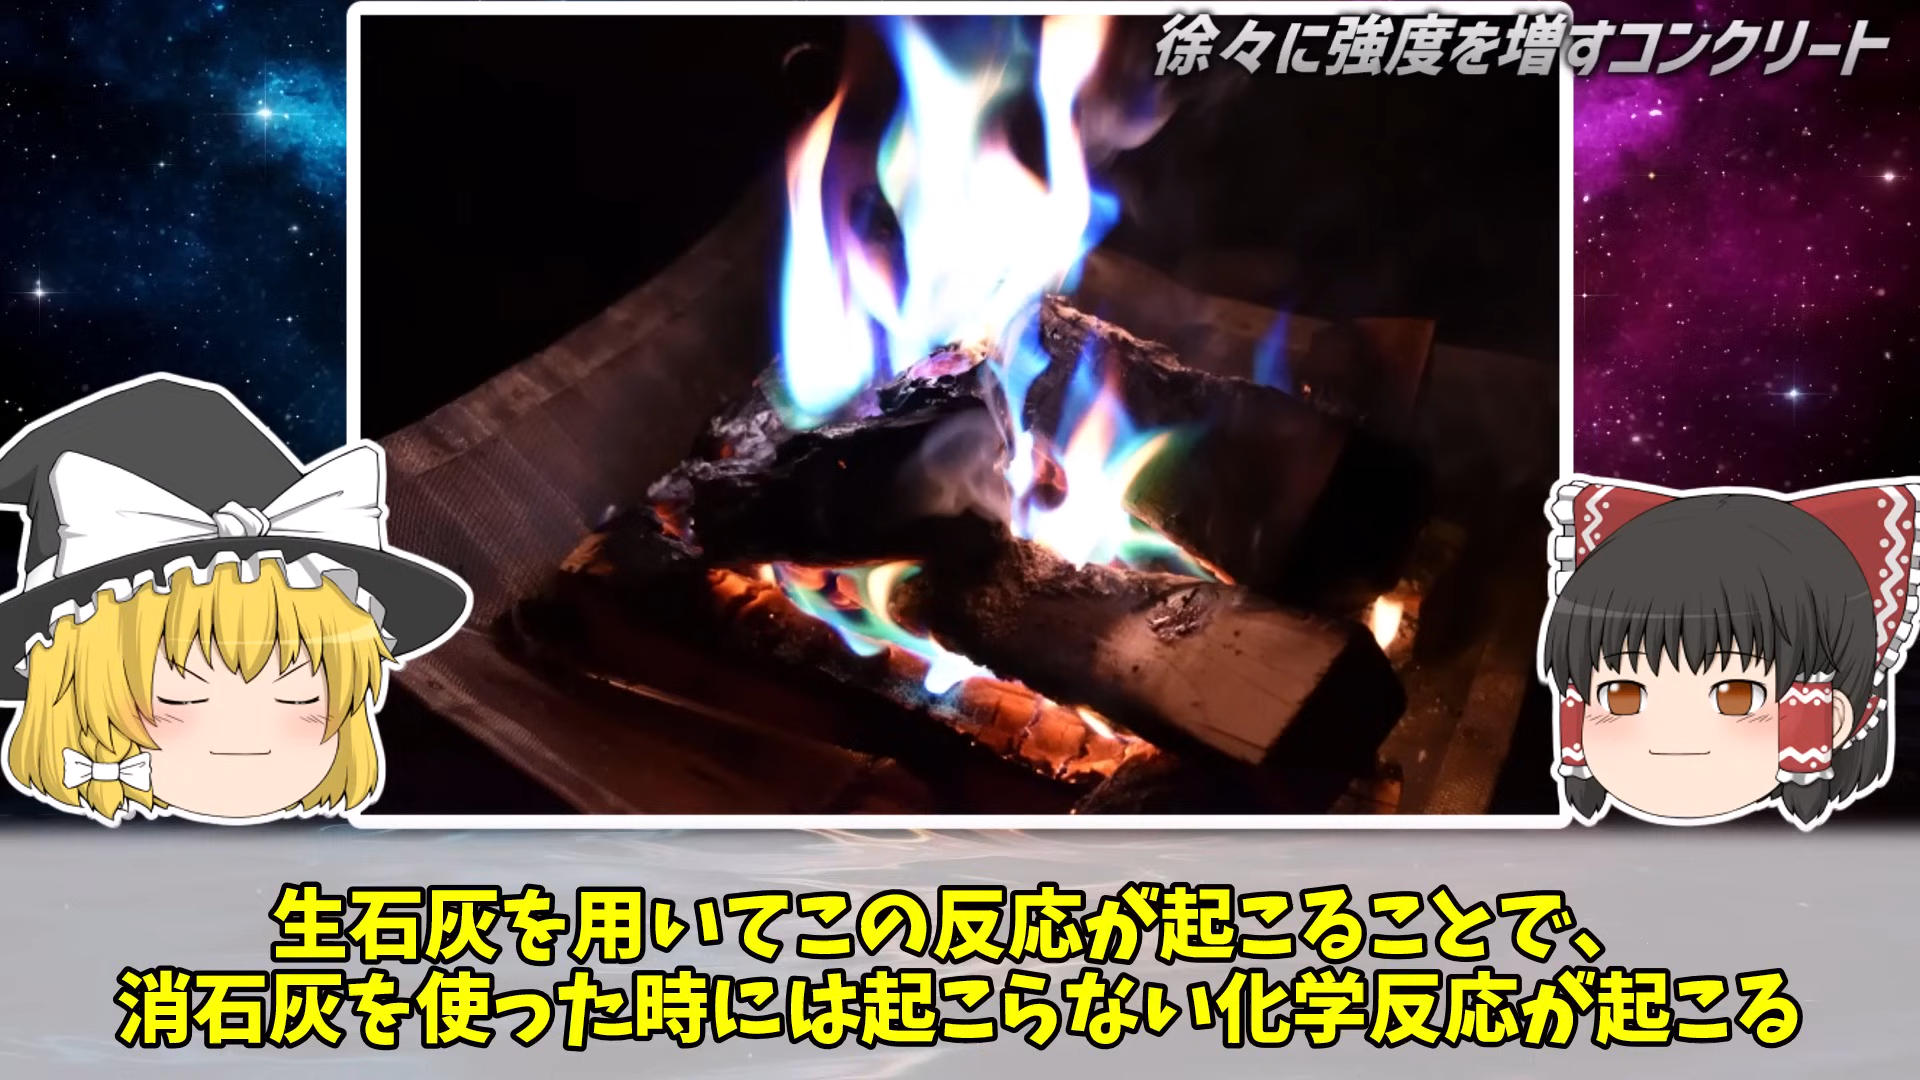 徐々に強度を増すコンクリート
生石灰を用いてこの反応が起こることで、
消石灰を使った時には起こらない化学反応が起こる